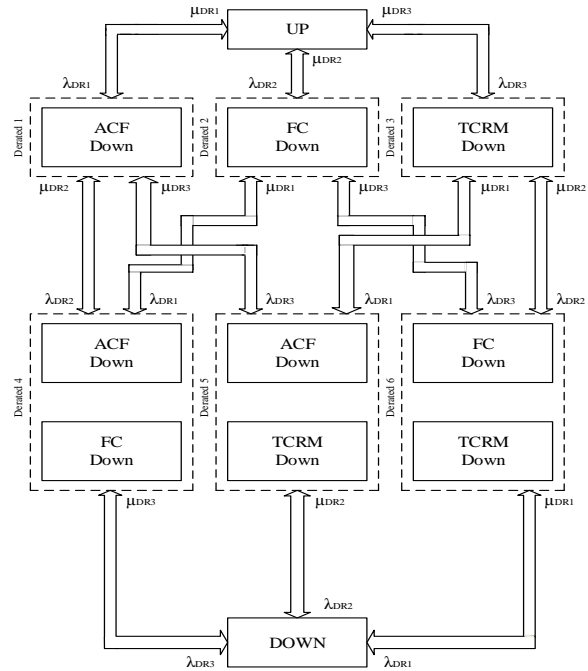 μDR1
UP
μDR3
μDR2
λDR1
λDR2
λDR3
Derated 1
ACF
Down
Derated 2
FC
Down
Derated 3
TCRM
Down
μDR2
μDR3
μDR1
μDR3
μDR1
μDR2
λDR2
λDR1
λDR3
λDR1
λDR3
λDR2
Derated 4
ACF
Down
FC
Down
Derated 5
ACF
Down
TCRM
Down
Derated 6
FC
Down
TCRM
Down
μDR3
μDR2
μDR1
λDR2
DOWN
λDR3
λDR1